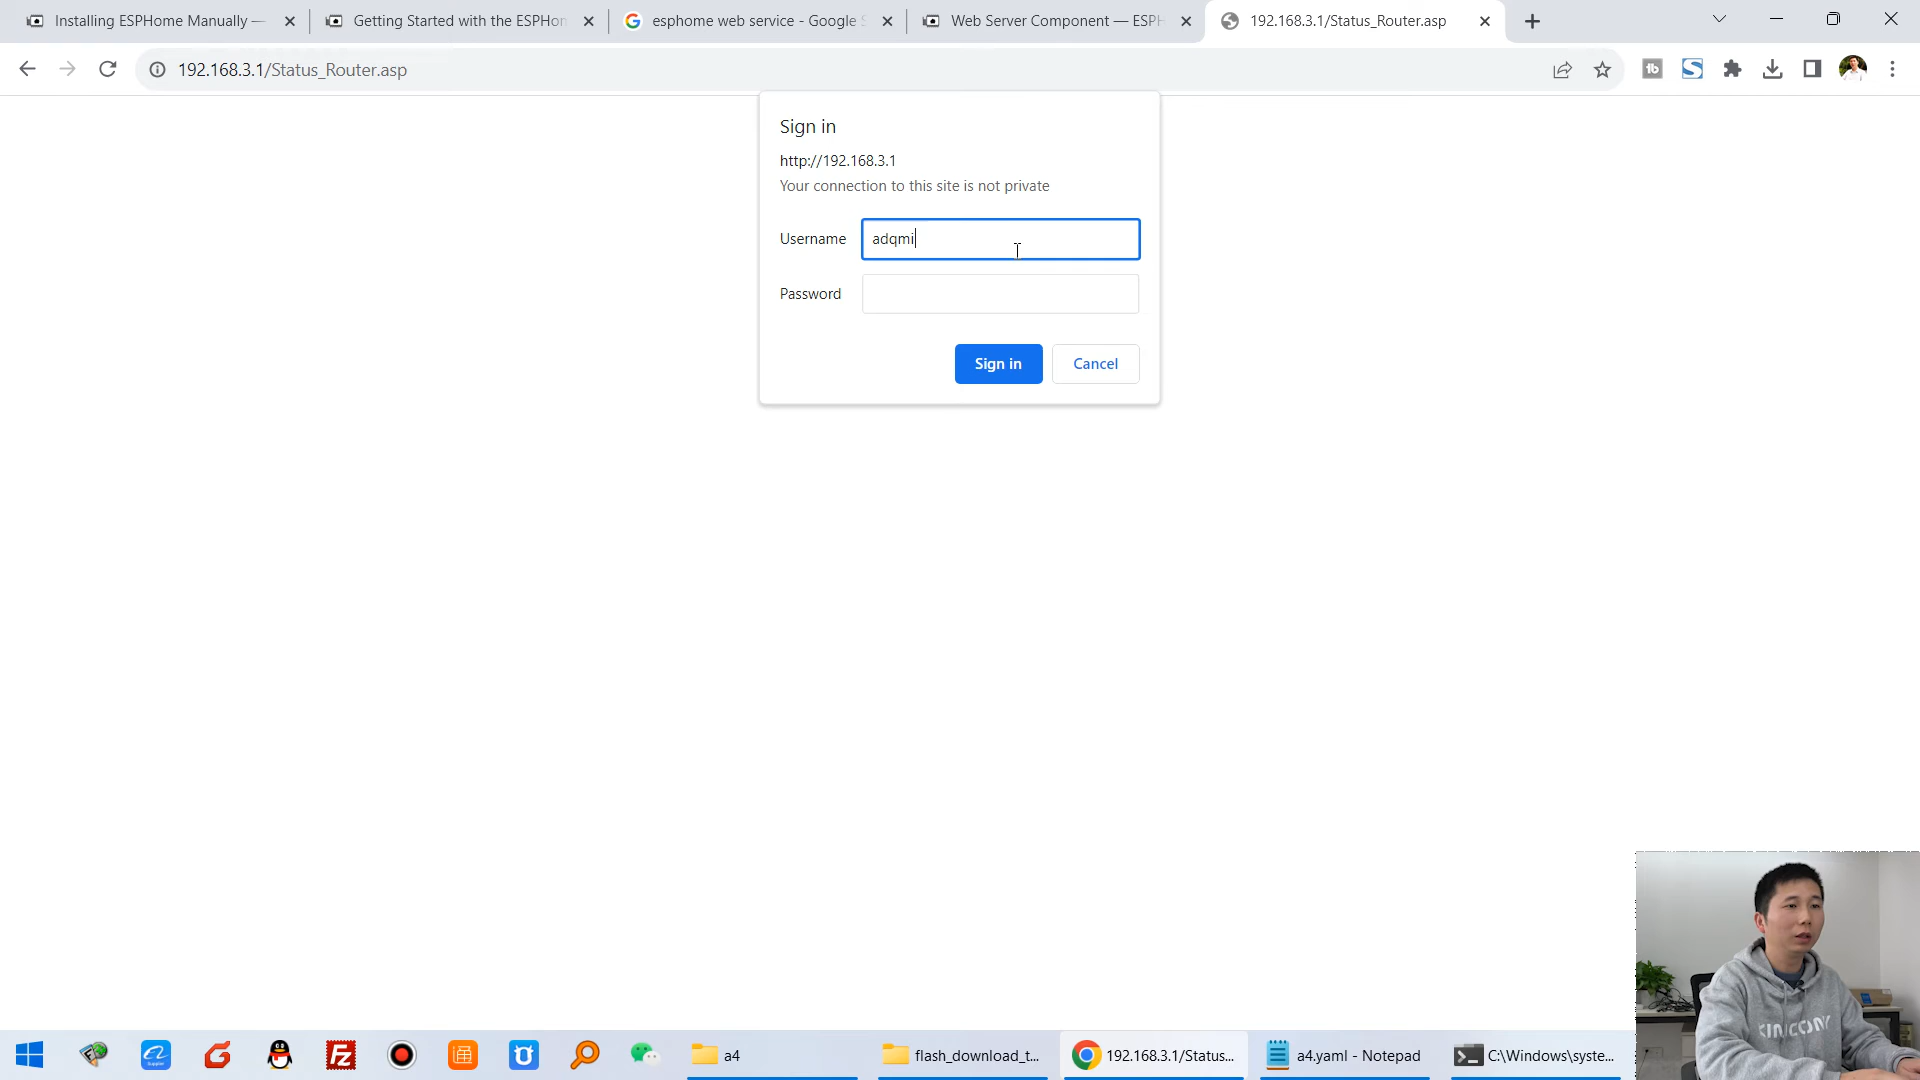 Installing ESPHome Manually —
Getting Started with the ESPHom
esphome web service - Google S
Web Server Component — ESPH
192.168.3.1/Status_Router.asp
192.168.3.1/Status_Router.asp
Sign in
http://192.168.3.1
Your connection to this site is not private
Username
adqmi
Password
Sign in
Cancel
KINCONY
a4
flash_download_t...
192.168.3.1/Status...
a4.yaml - Notepad
C:\Windows\syste...